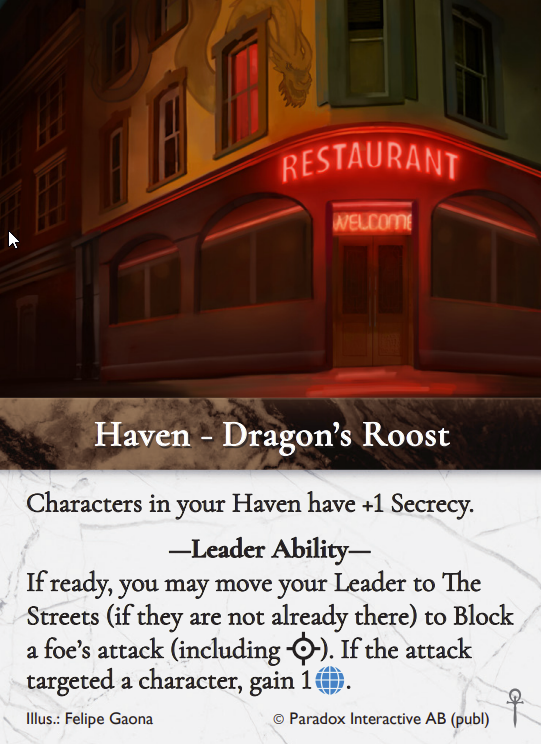 RESTAURANT
WELCOME
Haven - Dragon's Roost
Characters in your Haven have +1 Secrecy.
—Leader Ability—
If ready, you may move your Leader to The
Streets (if they are not already there) to Block
a foe's attack (including ). If the attack
targeted a character, gain 1 .
Illus.: Felipe Gaona © Paradox Interactive AB (publ)